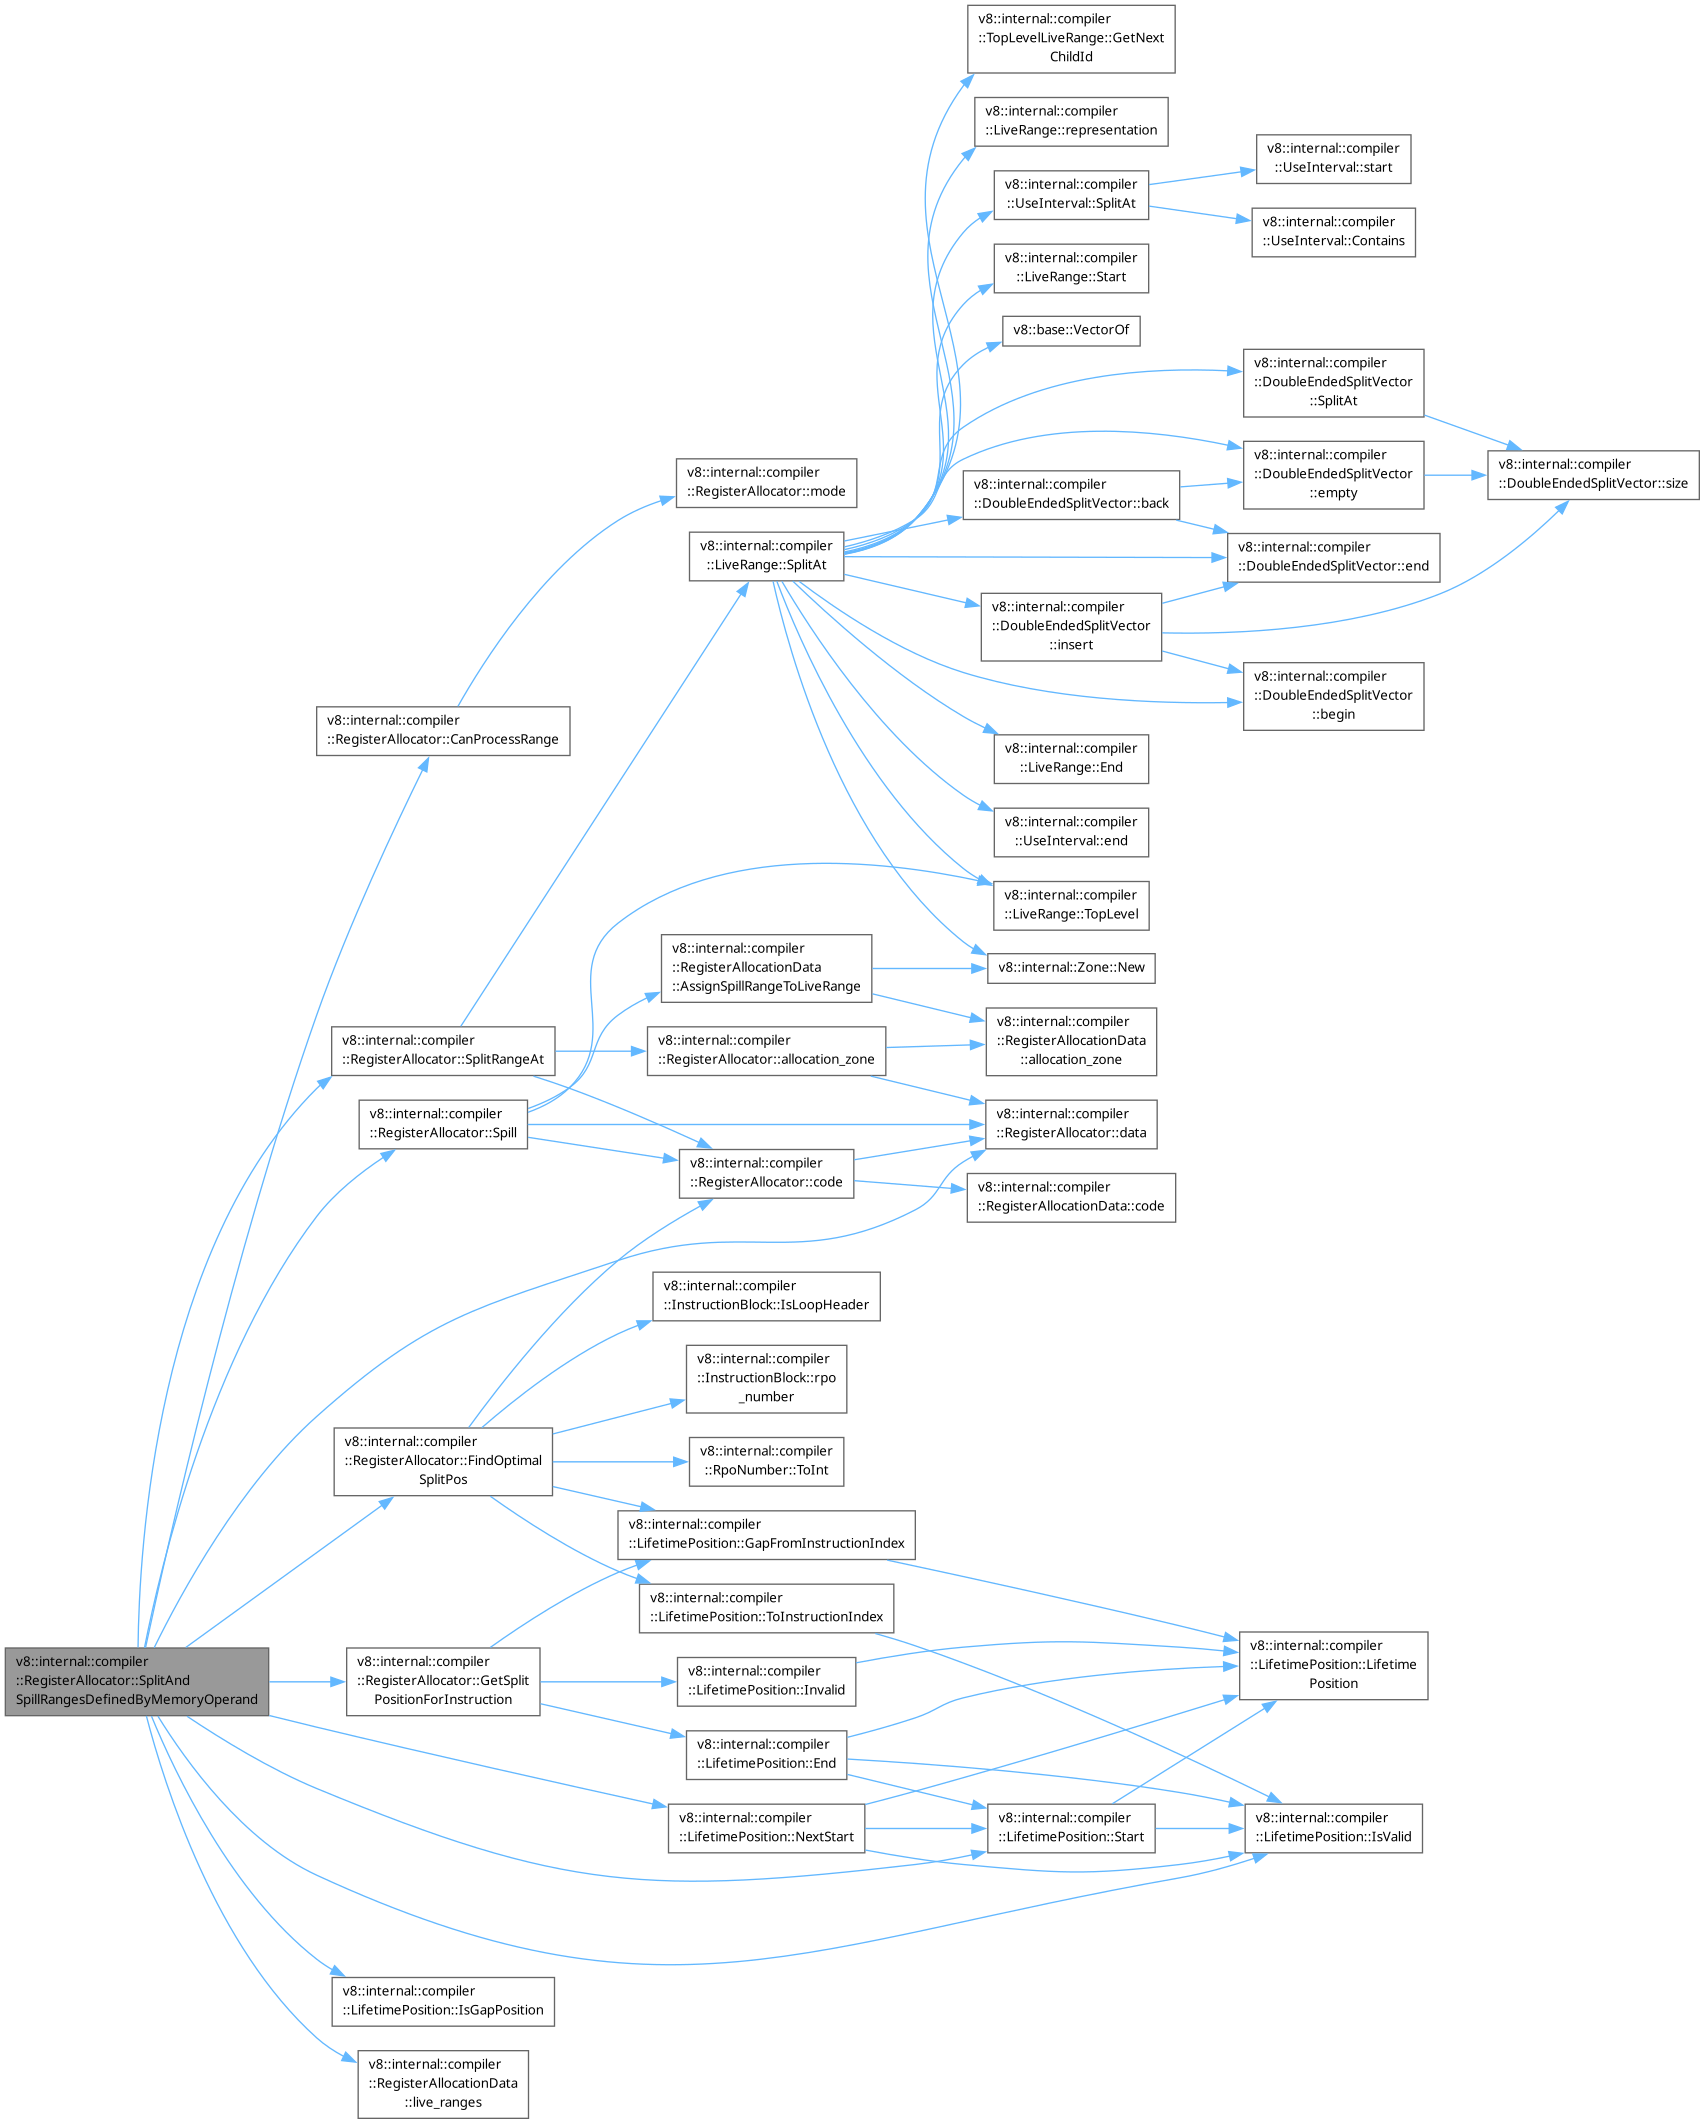 v8::internal::compiler
::TopLevelLiveRange::GetNext
ChildId
v8::internal::compiler
::LiveRange::representation
v8::internal::compiler
::UseInterval::start
v8::internal::compiler
::UseInterval::SplitAt
v8::internal::compiler
::UseInterval::Contains
v8::internal::compiler
::LiveRange::Start
v8::base::VectorOf
v8::internal::compiler
::DoubleEndedSplitVector
::SplitAt
v8::internal::compiler
::RegisterAllocator::mode
v8::internal::compiler
::DoubleEndedSplitVector::back
v8::internal::compiler
::DoubleEndedSplitVector
::empty
v8::internal::compiler
::DoubleEndedSplitVector::size
v8::internal::compiler
::LiveRange::SplitAt
v8::internal::compiler
::DoubleEndedSplitVector::end
v8::internal::compiler
::DoubleEndedSplitVector
::insert
v8::internal::compiler
::DoubleEndedSplitVector
::begin
v8::internal::compiler
::RegisterAllocator::CanProcessRange
v8::internal::compiler
::LiveRange::End
v8::internal::compiler
::UseInterval::end
v8::internal::compiler
::LiveRange::TopLevel
v8::internal::compiler
::RegisterAllocationData
::AssignSpillRangeToLiveRange
v8::internal::Zone::New
v8::internal::compiler
::RegisterAllocator::SplitRangeAt
v8::internal::compiler
::RegisterAllocator::allocation_zone
v8::internal::compiler
::RegisterAllocationData
::allocation_zone
v8::internal::compiler
::RegisterAllocator::Spill
v8::internal::compiler
::RegisterAllocator::data
v8::internal::compiler
::RegisterAllocator::code
v8::internal::compiler
::RegisterAllocationData::code
v8::internal::compiler
::InstructionBlock::IsLoopHeader
v8::internal::compiler
::InstructionBlock::rpo
_number
v8::internal::compiler
::RegisterAllocator::FindOptimal
SplitPos
v8::internal::compiler
::RpoNumber::ToInt
v8::internal::compiler
::LifetimePosition::GapFromInstructionIndex
v8::internal::compiler
::LifetimePosition::ToInstructionIndex
v8::internal::compiler
::RegisterAllocator::SplitAnd
SpillRangesDefinedByMemoryOperand
v8::internal::compiler
::RegisterAllocator::GetSplit
PositionForInstruction
v8::internal::compiler
::LifetimePosition::Invalid
v8::internal::compiler
::LifetimePosition::Lifetime
Position
v8::internal::compiler
::LifetimePosition::End
v8::internal::compiler
::LifetimePosition::NextStart
v8::internal::compiler
::LifetimePosition::Start
v8::internal::compiler
::LifetimePosition::IsValid
v8::internal::compiler
::LifetimePosition::IsGapPosition
v8::internal::compiler
::RegisterAllocationData
::live_ranges